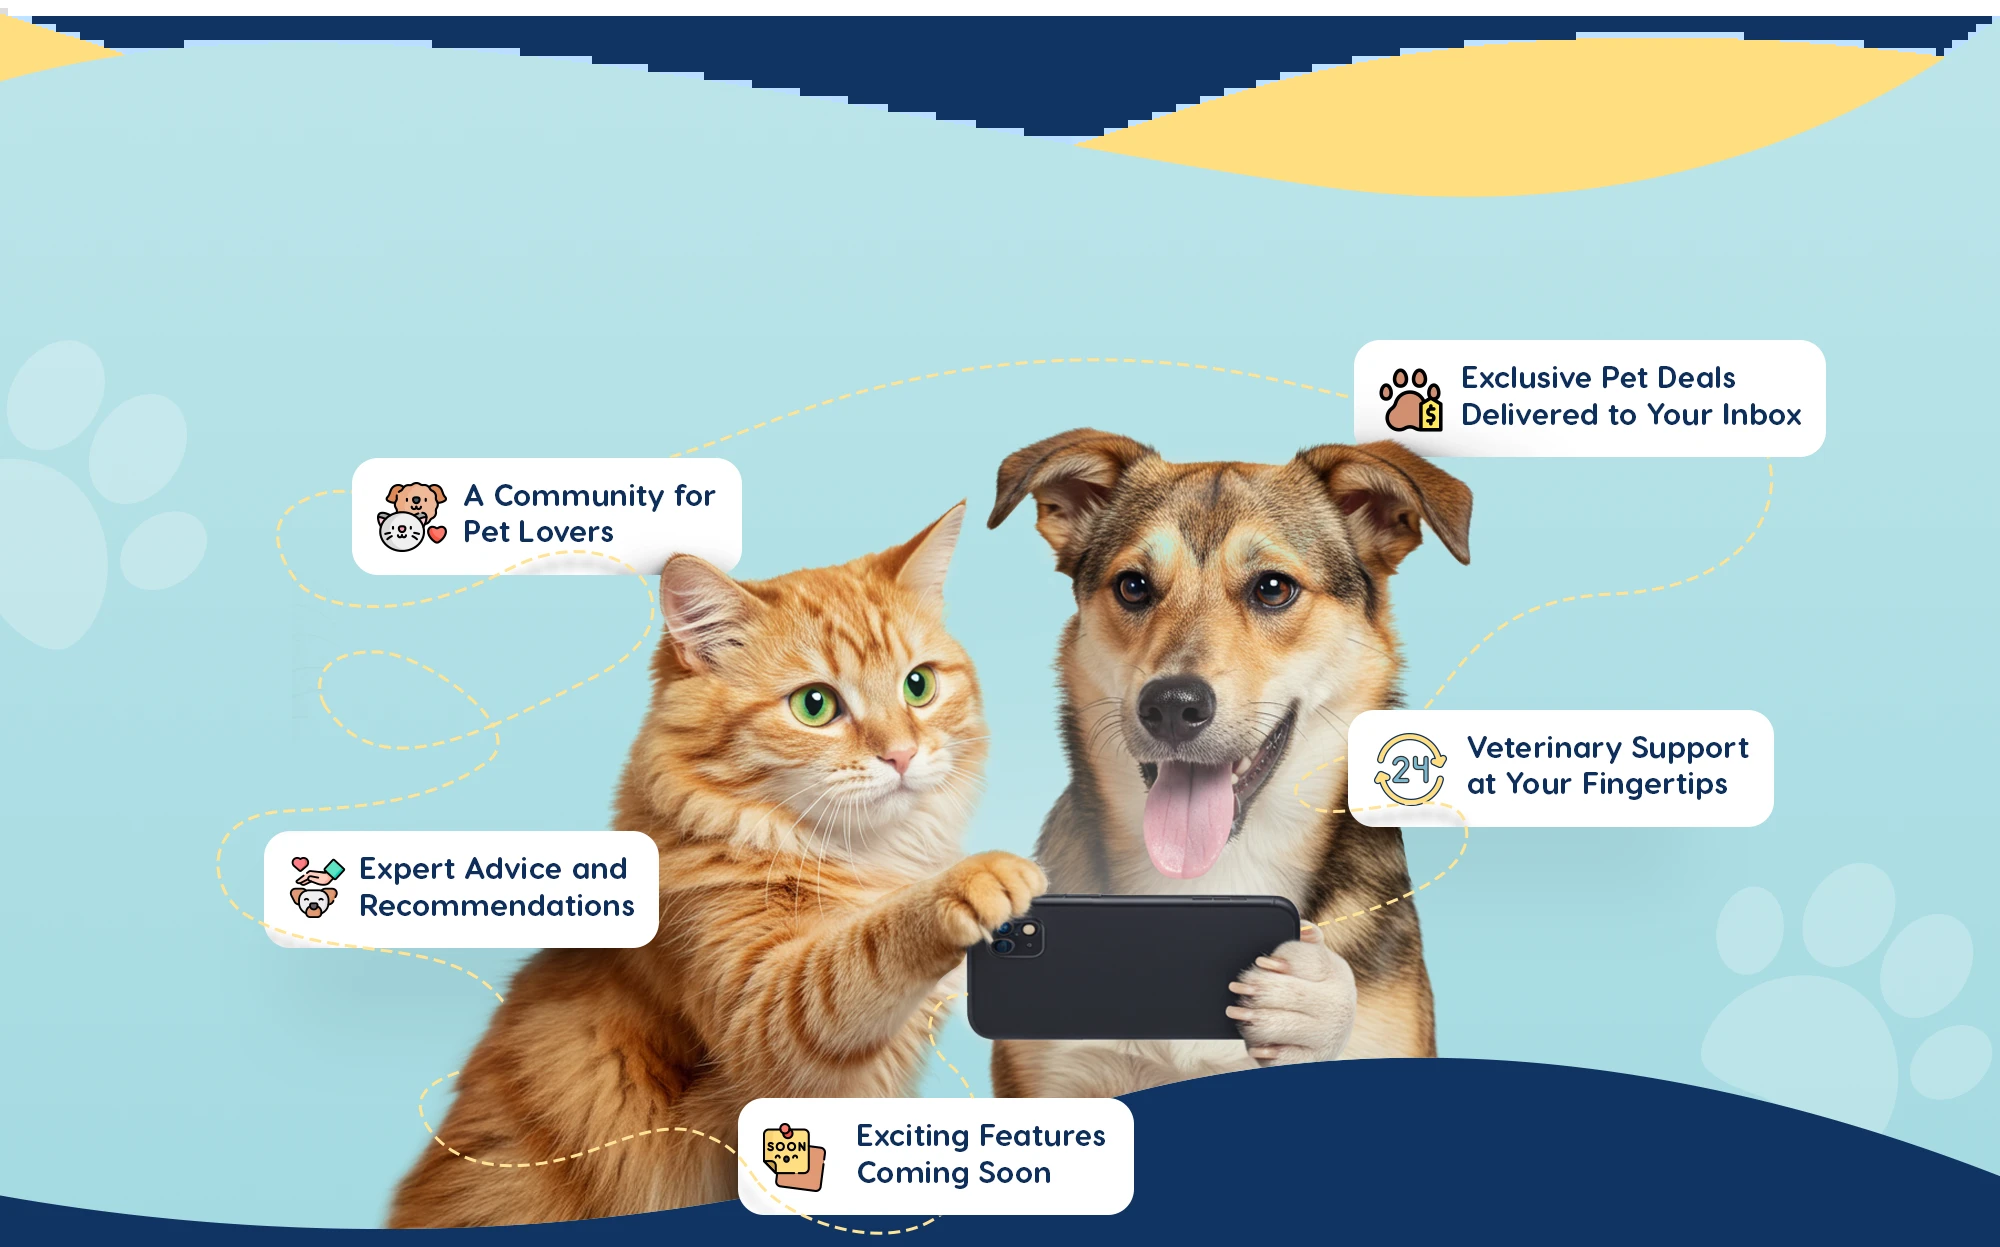 Exclusive Pet Deals
Delivered to Your Inbox
$
A Community for
Pet Lovers
Veterinary Support
at Your Fingertips
24
Expert Advice and
Recommendations
Exciting Features
Coming Soon
SOON